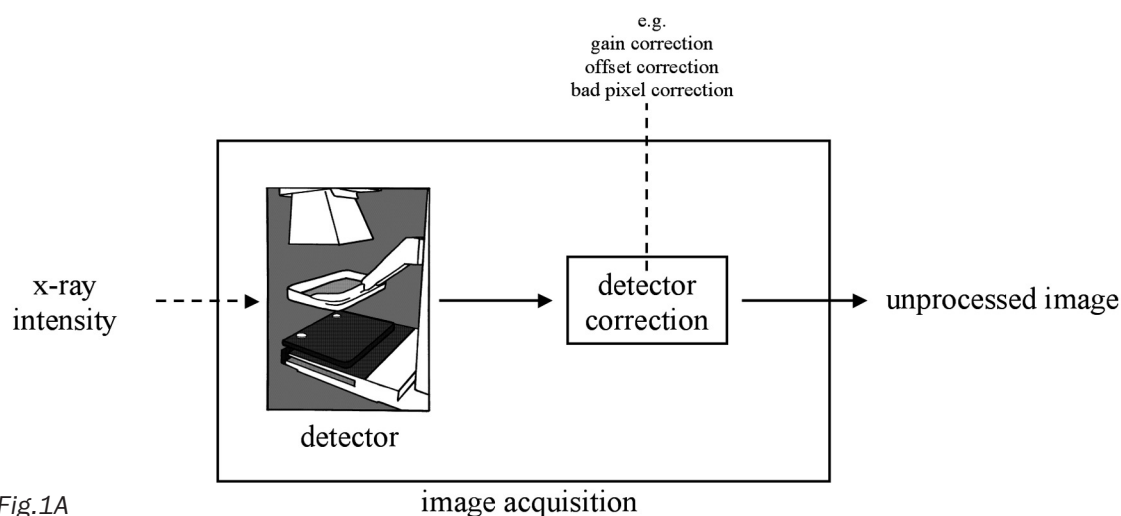 e.g.
gain correction
offset correction
bad pixel correction
x-ray
intensity
detector
correction
unprocessed image
detector
image acquisition
Fig.1A